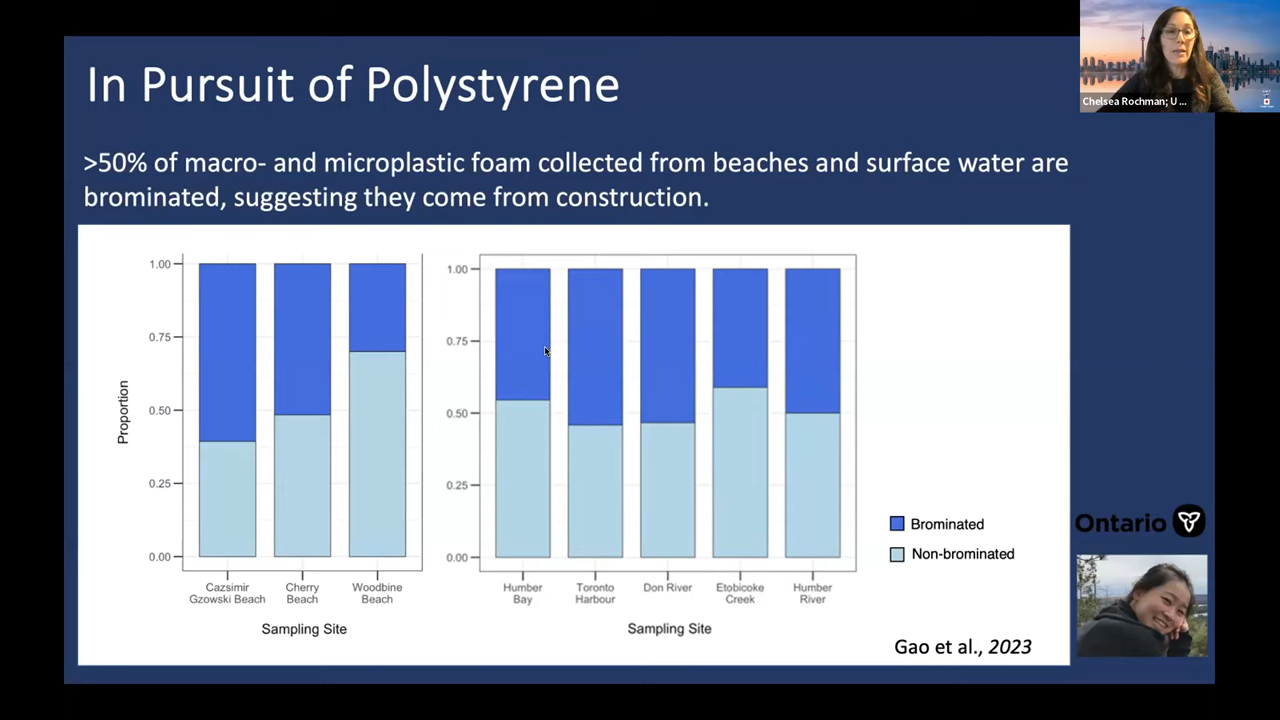 Chelsea Rochman; U ...
In Pursuit of Polystyrene
>50% of macro- and microplastic foam collected from beaches and surface water are
brominated, suggesting they come from construction.
Proportion
1.00
0.75
0.50
0.25
0.00
Cazsimir
Gzowski Beach
Cherry
Beach
Woodbine
Beach
Sampling Site
1.00
0.75
0.50
0.25
0.00
Humber
Bay
Toronto
Harbour
Don River
Etobicoke
Creek
Humber
River
Sampling Site
Brominated
Non-brominated
Gao et al., 2023
Ontario